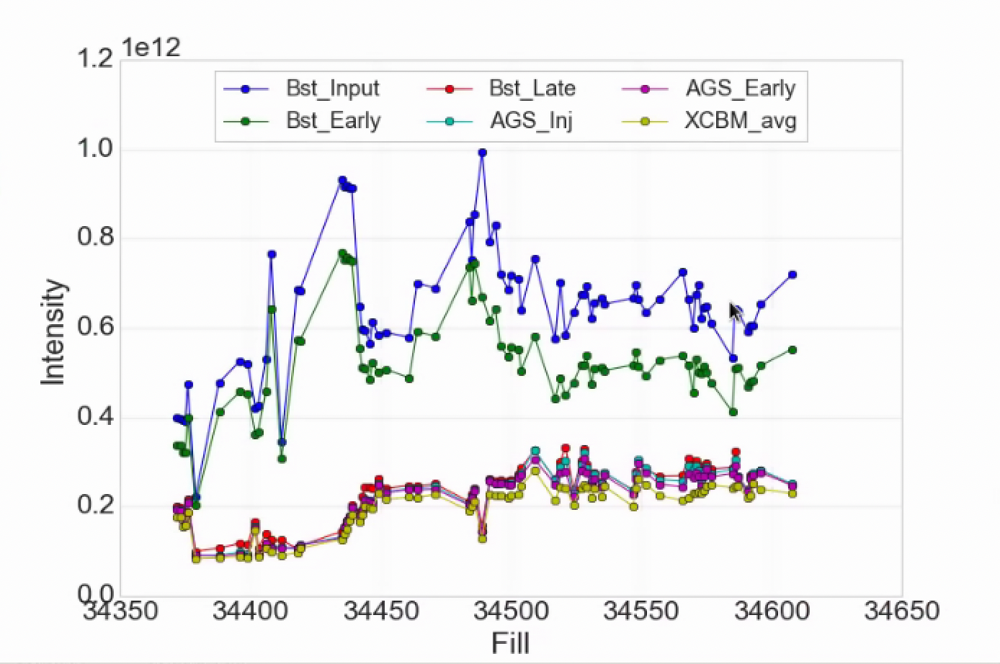 1e12
1.2
Bst_Input Bst_Late AGS_Early
Bst_Early AGS_Inj XCBM_avg
1.0
0.8
0.6
0.4
0.2
0.0
Intensity
34350 34400 34450 34500 34550 34600 34650
Fill